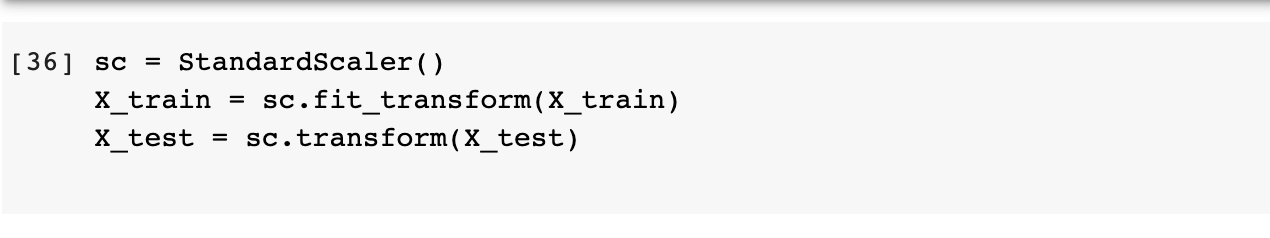 [36] sc = StandardScaler()
X_train = sc.fit_transform(X_train)
X_test = sc.transform(X_test)